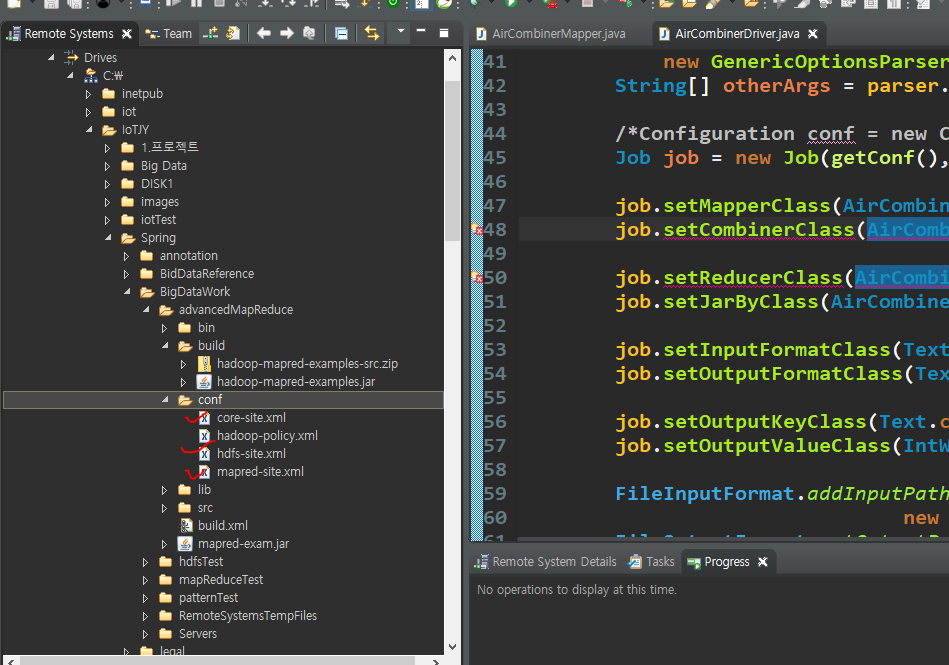 Remote Systems
Team
Drives
C:₩
inetpub
iot
IoTJY
1.프로젝트
Big Data
DISK1
images
iotTest
Spring
annotation
BidDataReference
BigDataWork
advancedMapReduce
bin
build
hadoop-mapred-examples-src.zip
hadoop-mapred-examples.jar
conf
core-site.xml
hadoop-policy.xml
hdfs-site.xml
mapred-site.xml
lib
src
build.xml
mapred-exam.jar
hdfsTest
mapReduceTest
patternTest
RemoteSystemsTempFiles
Servers
legal
AirCombinerMapper.java
AirCombinerDriver.java
41 new GenericOptionsParser
42 String[] otherArgs = parser.
43
44 /*Configuration conf = new C
45 Job job = new Job(getConf(),
46
47 job.setMapperClass(AirCombin
48 job.setCombinerClass(AirComb
49
50 job.setReducerClass(AirCombi
51 job.setJarByClass(AirCombine
52
53 job.setInputFormatClass(Text
54 job.setOutputFormatClass(Tex
55
56 job.setOutputKeyClass(Text.c
57 job.setOutputValueClass(IntW
58
59 FileInputFormat.addInputPath
60 new
Remote System Details
Tasks
Progress
No operations to display at this time.